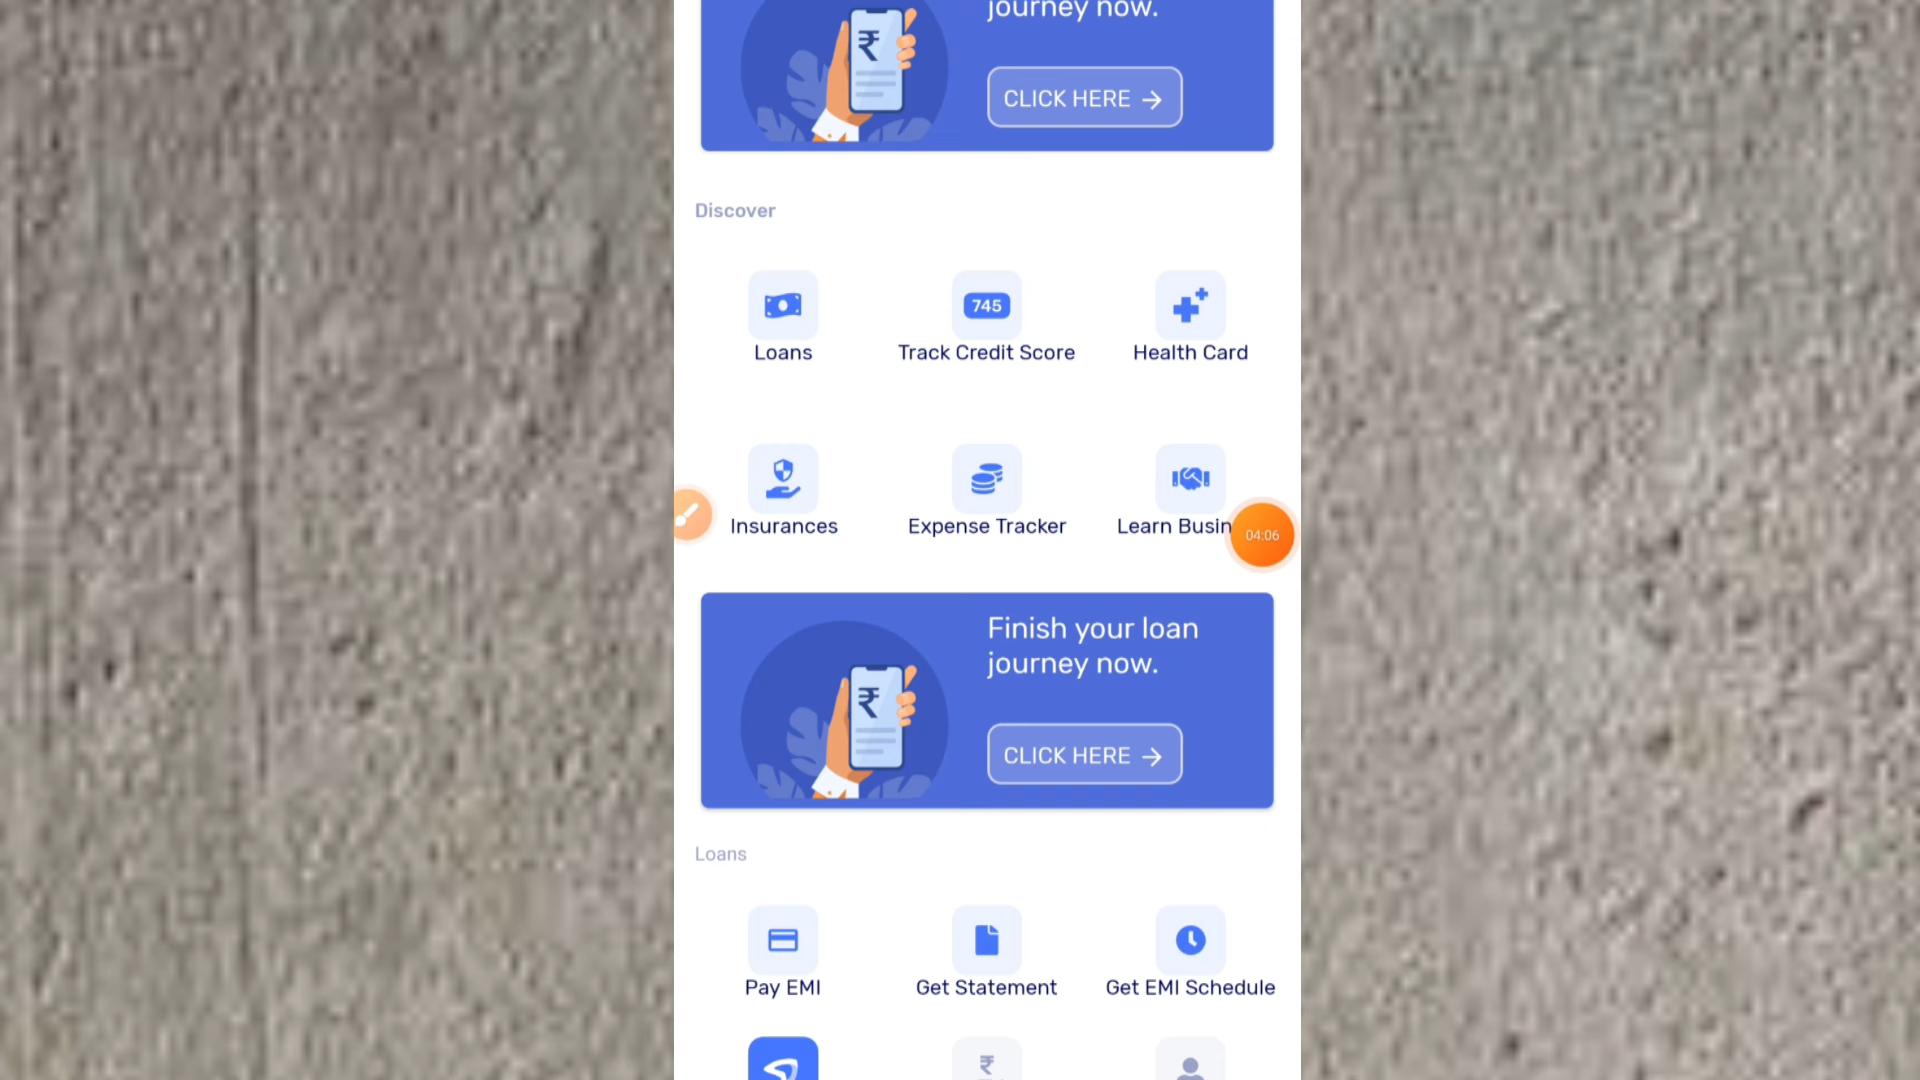 journey now.
CLICK HERE →
Discover
745
Loans
Track Credit Score
Health Card
Insurances
Expense Tracker
Learn Busin
04:06
Finish your loan
journey now.
₹
CLICK HERE →
Loans
Pay EMI
Get Statement
Get EMI Schedule
₹